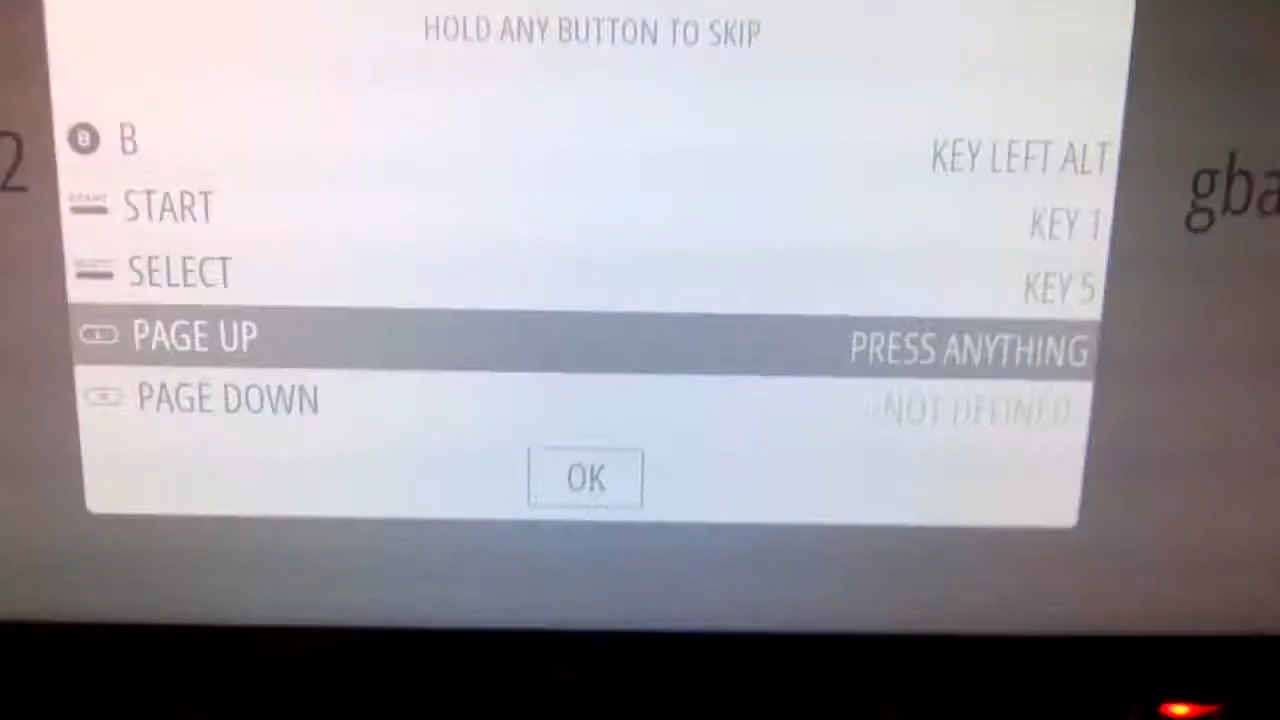 HOLD ANY BUTTON TO SKIP
B B KEY LEFT ALT
START KEY 1
SELECT KEY 5
PAGE UP PRESS ANYTHING
PAGE DOWN -NOT DEFINED-
OK
2
gba